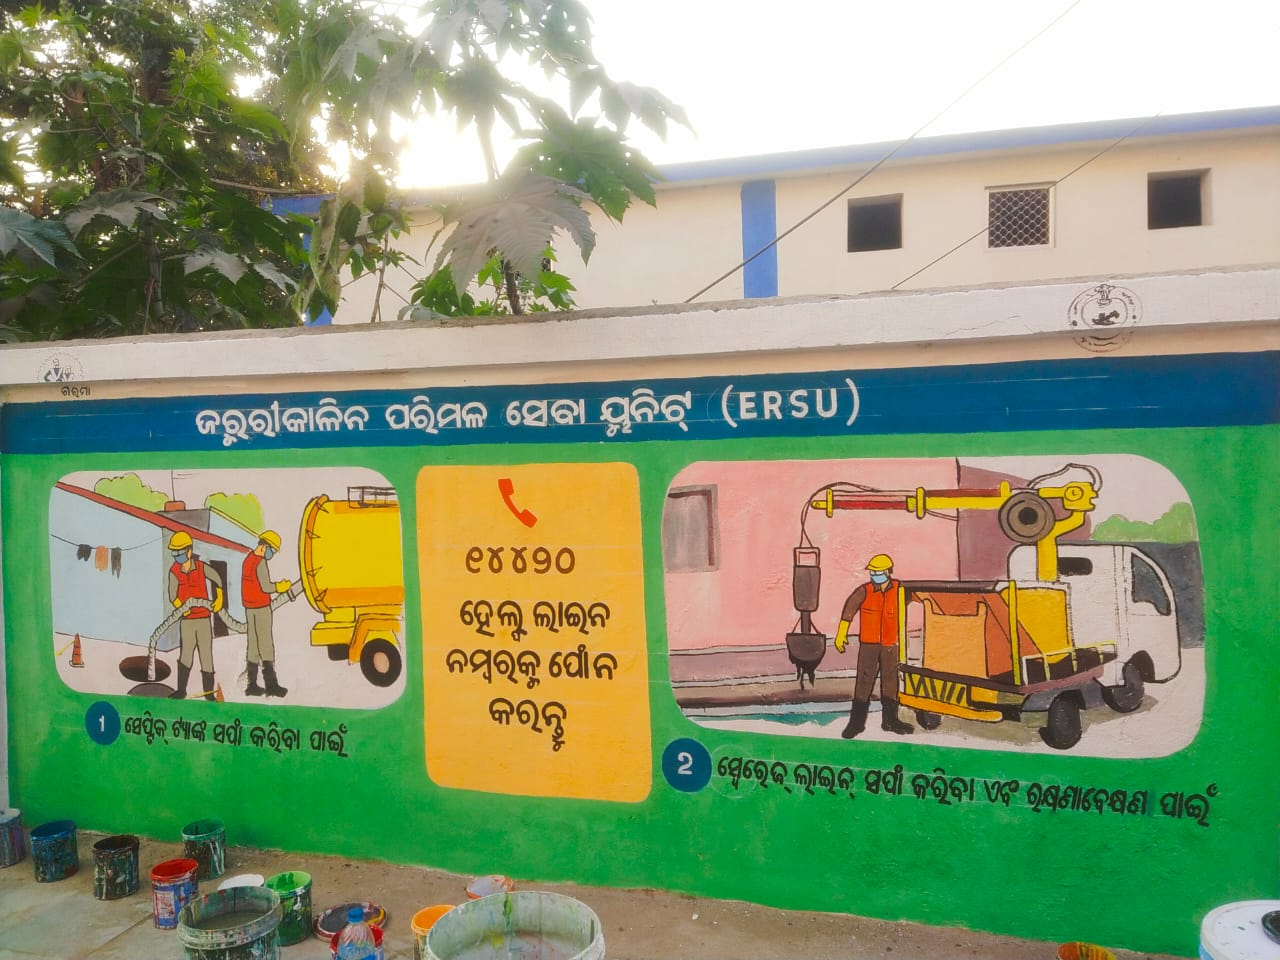 ଗରିମା
ଜରୁରୀକାଳିନ ପରିମଳ ସେବା ୟୁନିଟ୍ (ERSU)
୧୪୪୨୦
ହେଲ୍ପ ଲାଇନ
ନମ୍ବରକୁ ଫୋନ
କରନ୍ତୁ
1 ସେପ୍ଟିକ୍ ଟ୍ୟାଙ୍କ ସଫା କରିବା ପାଇଁ
2 ସ୍ୱେରେଜ୍ ଲାଇନ୍ ସଫା କରିବା ଏବଂ ରକ୍ଷଣାବେକ୍ଷଣ ପାଇଁ